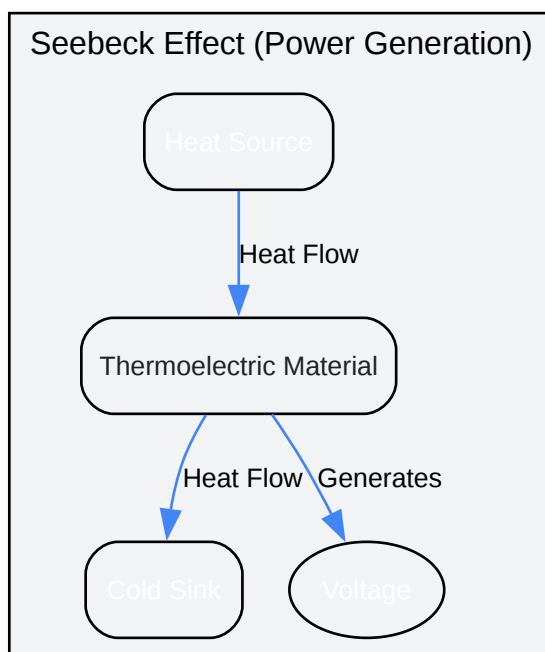 Seebeck Effect (Power Generation)
Heat Source
Heat Flow
Thermoelectric Material
Heat Flow
Generates
Cold Sink
Voltage